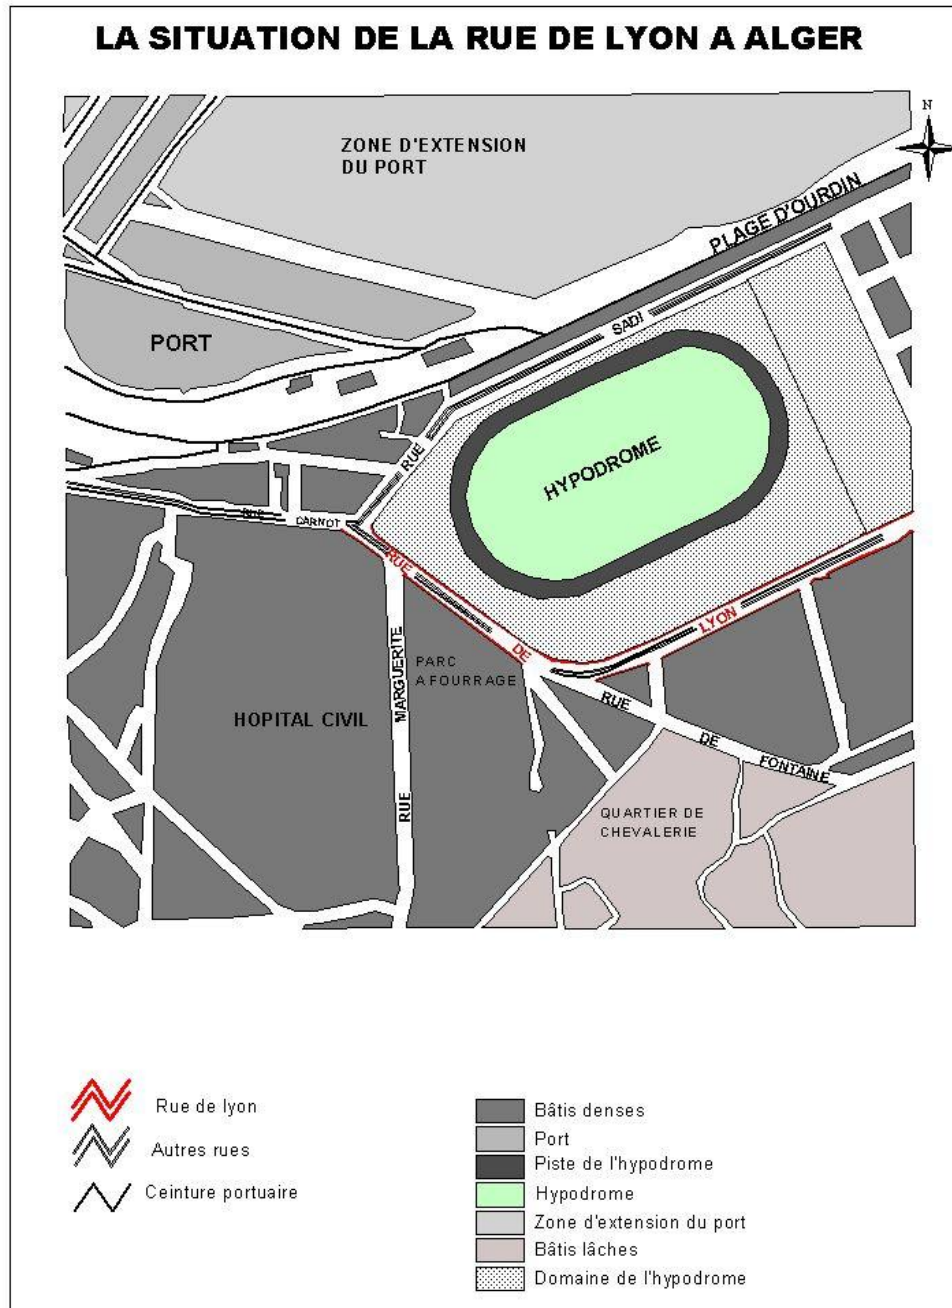 LA SITUATION DE LA RUE DE LYON A ALGER
N
ZONE D'EXTENSION
DU PORT
PLAGE D'OURDIN
SADI
PORT
RUE
HYPODROME
RUE
CARNOT
RUE
DE
LYON
PARC
A FOURRAGE
MARGUERITE
RUE
HOPITAL CIVIL
RUE
DE
FONTAINE
QUARTIER DE
CHEVALERIE
Rue de lyon
Autres rues
Ceinture portuaire
Bâtis denses
Port
Piste de l'hypodrome
Hypodrome
Zone d'extension du port
Bâtis lâches
Domaine de l'hypodrome